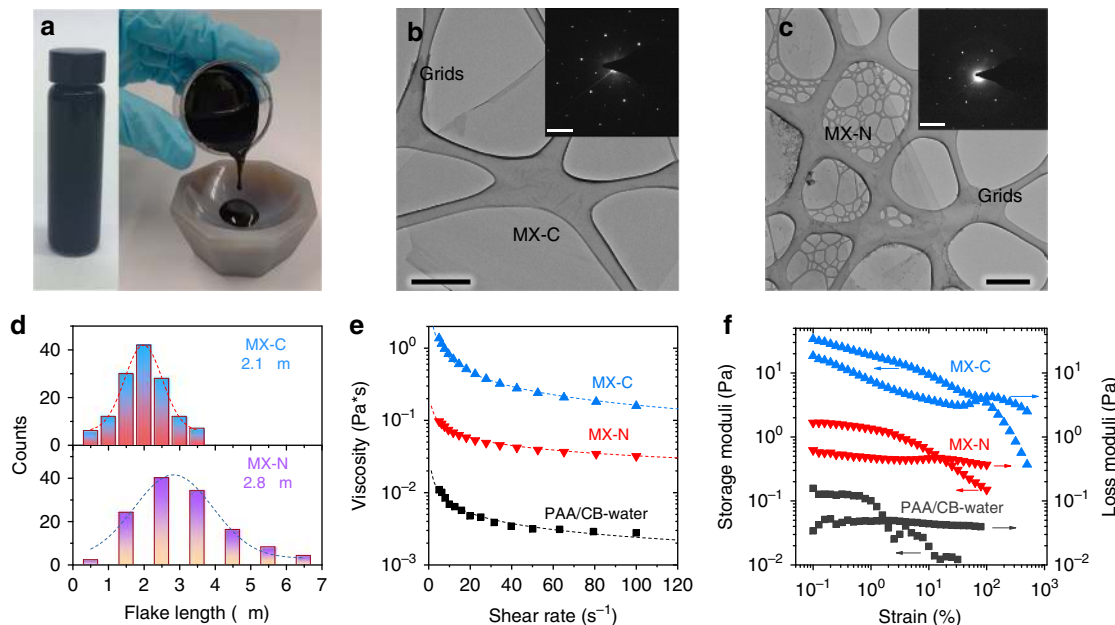 a
b
Grids
MX-C
c
MX-N
Grids
d
MX-C
2.1 m
MX-N
2.8 m
Counts
40
20
0
40
20
0
0 1 2 3 4 5 6 7
Flake length ( m)
e
MX-C
MX-N
PAA/CB-water
Viscosity (Pa*s)
10⁰
10⁻¹
10⁻²
10⁻³
0 20 40 60 80 100 120
Shear rate (s⁻¹)
f
MX-C
MX-N
PAA/CB-water
Storage moduli (Pa)
10¹
10⁰
10⁻¹
10⁻²
Loss moduli (Pa)
10¹
10⁰
10⁻¹
10⁻²
10⁻¹ 10⁰ 10¹ 10² 10³
Strain (%)